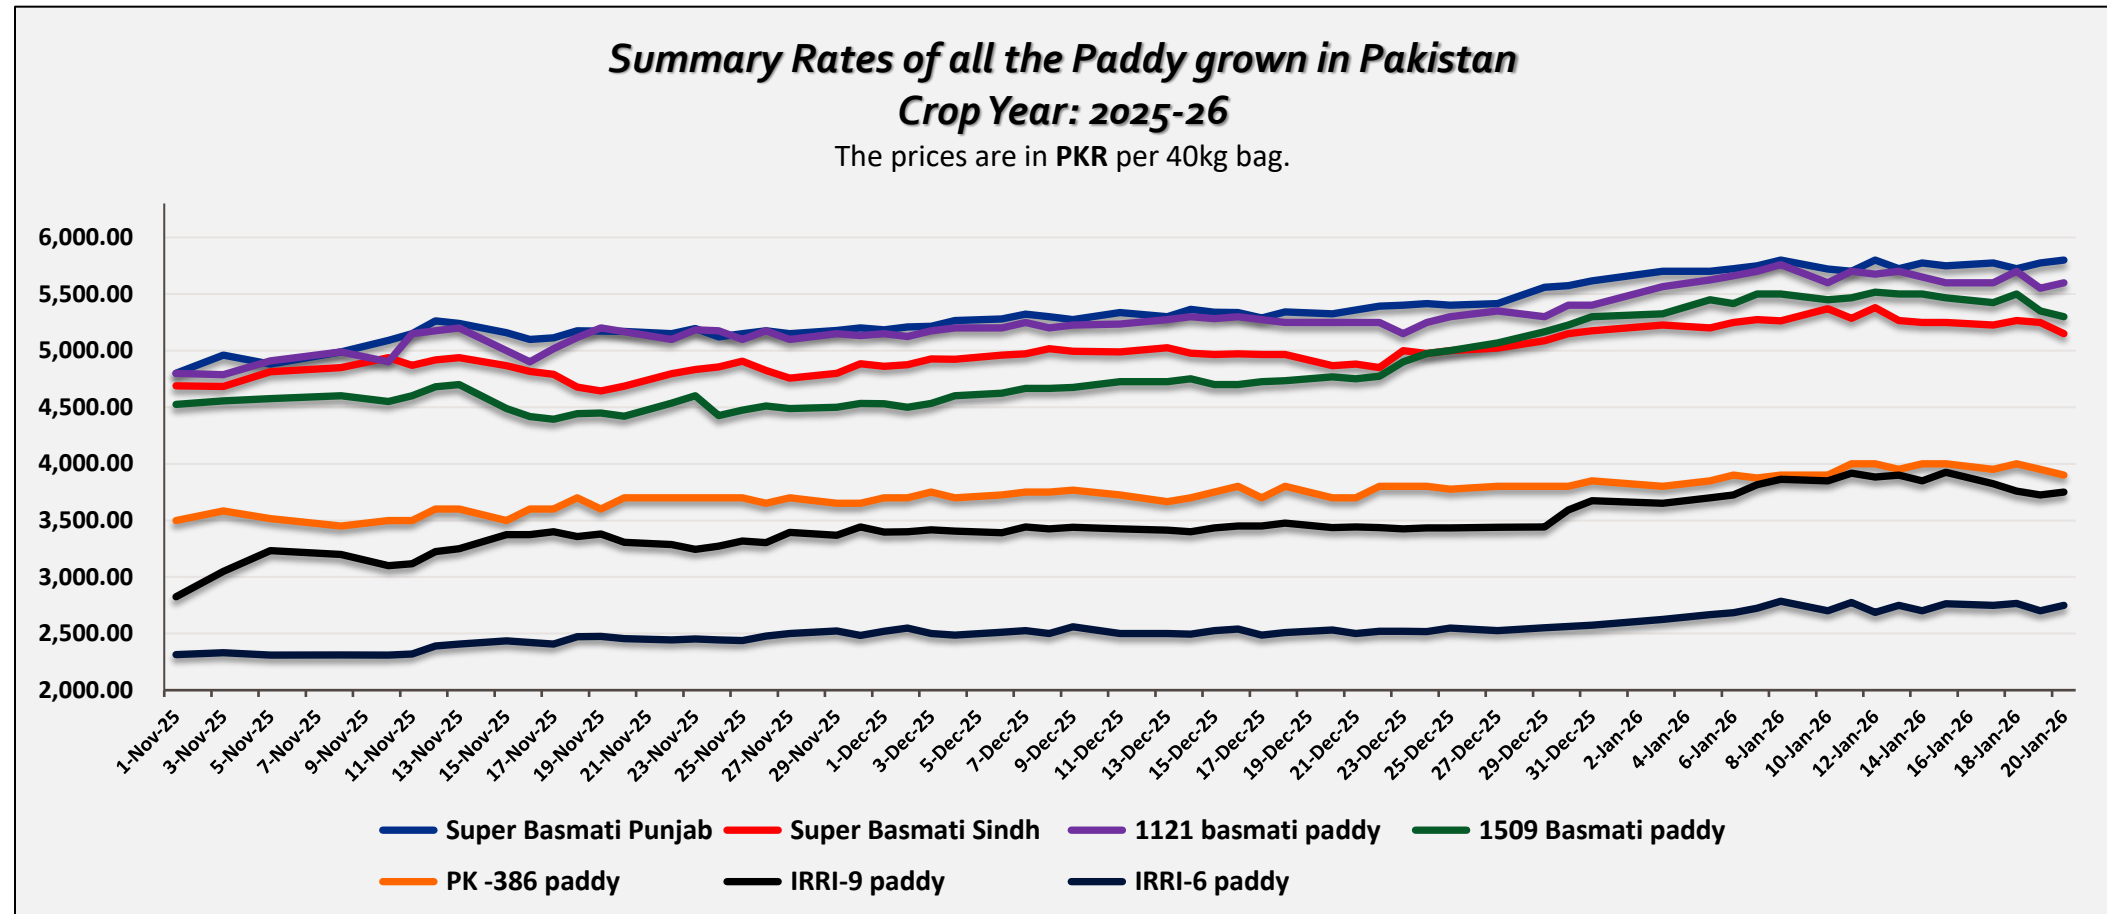 Summary Rates of all the Paddy grown in Pakistan
Crop Year: 2025-26
The prices are in PKR per 40kg bag.
6,000.00
5,500.00
5,000.00
4,500.00
4,000.00
3,500.00
3,000.00
2,500.00
2,000.00
1-Nov-25
3-Nov-25
5-Nov-25
7-Nov-25
9-Nov-25
11-Nov-25
13-Nov-25
15-Nov-25
17-Nov-25
19-Nov-25
21-Nov-25
23-Nov-25
25-Nov-25
27-Nov-25
29-Nov-25
1-Dec-25
3-Dec-25
5-Dec-25
7-Dec-25
9-Dec-25
11-Dec-25
13-Dec-25
15-Dec-25
17-Dec-25
19-Dec-25
21-Dec-25
23-Dec-25
25-Dec-25
27-Dec-25
29-Dec-25
31-Dec-25
2-Jan-26
4-Jan-26
6-Jan-26
8-Jan-26
10-Jan-26
12-Jan-26
14-Jan-26
16-Jan-26
18-Jan-26
20-Jan-26
Super Basmati Punjab
Super Basmati Sindh
1121 basmati paddy
1509 Basmati paddy
PK -386 paddy
IRRI-9 paddy
IRRI-6 paddy